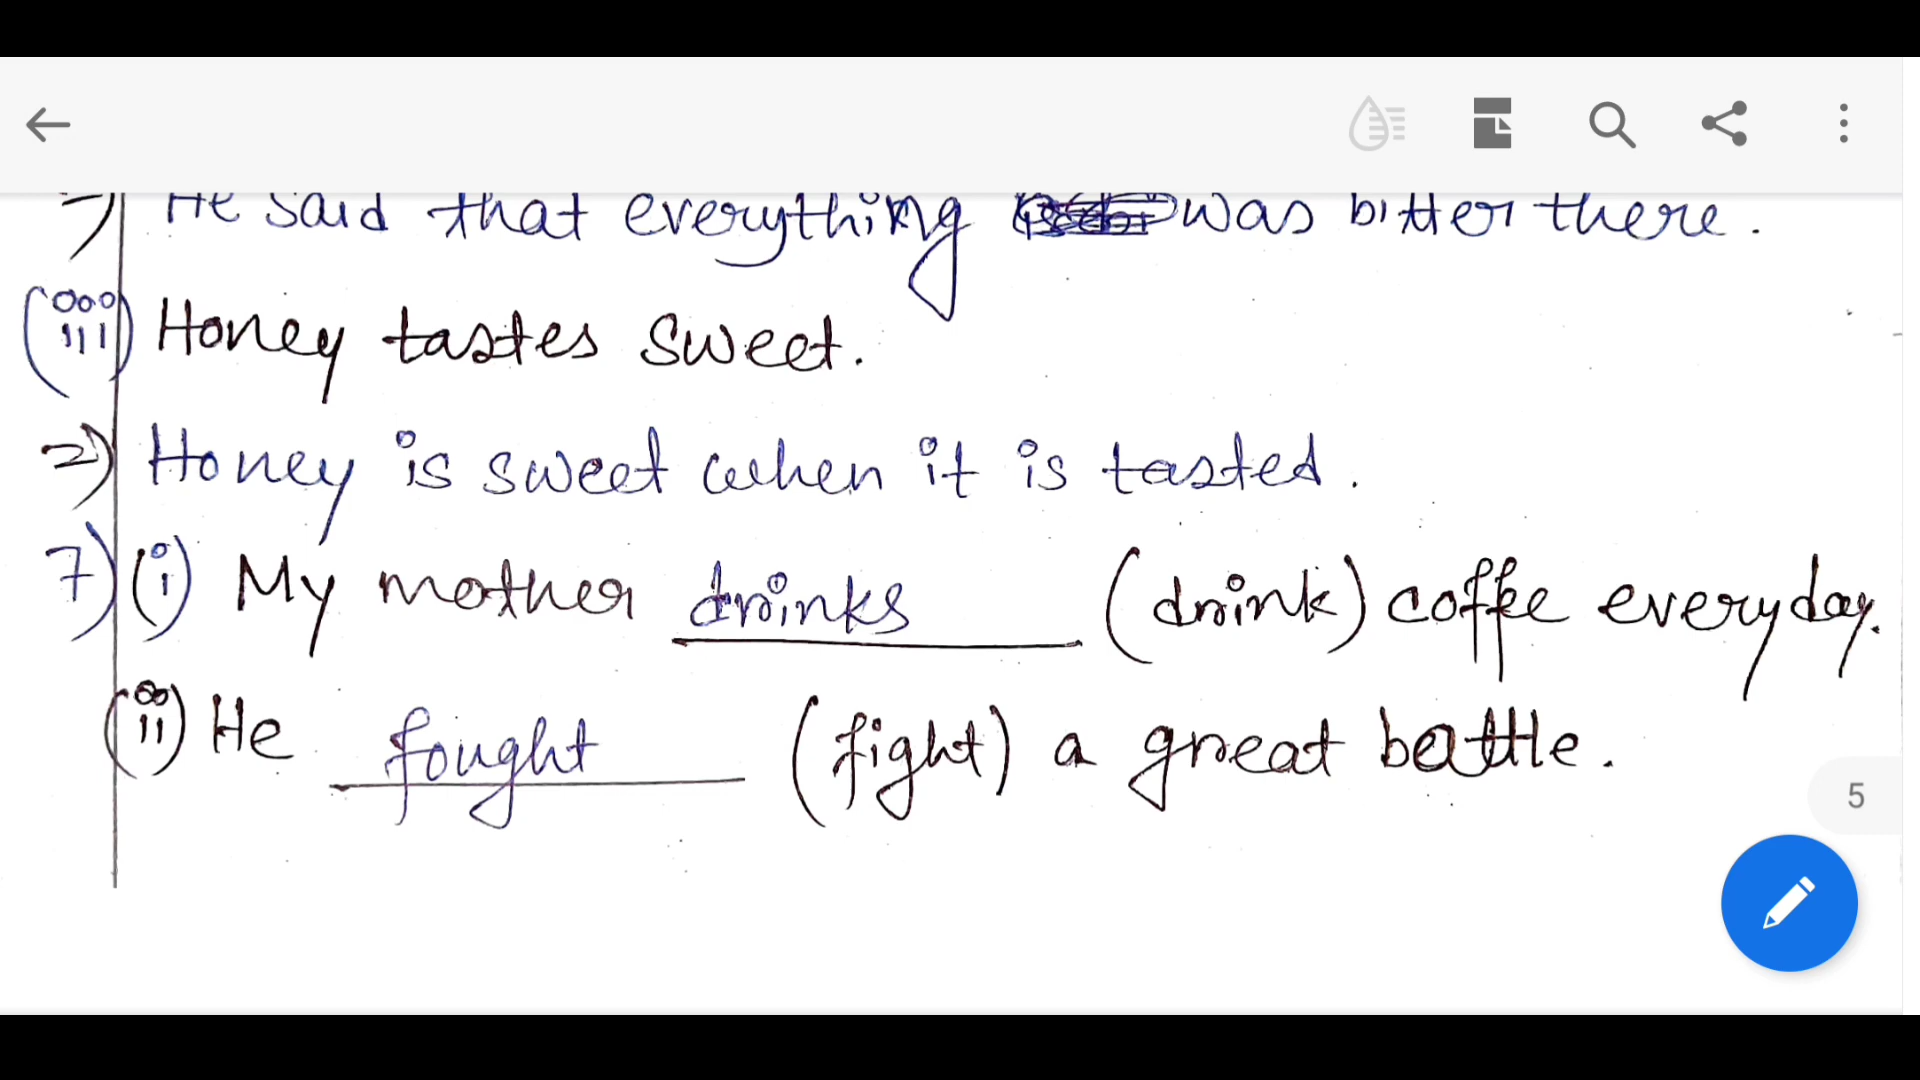 =) He said that everything was bitter there.
(iii) Honey tastes sweet.
=) Honey is sweet when it is tasted.
7) (i) My mother drinks (drink) coffee everyday.
(ii) He fought (fight) a great battle.
5